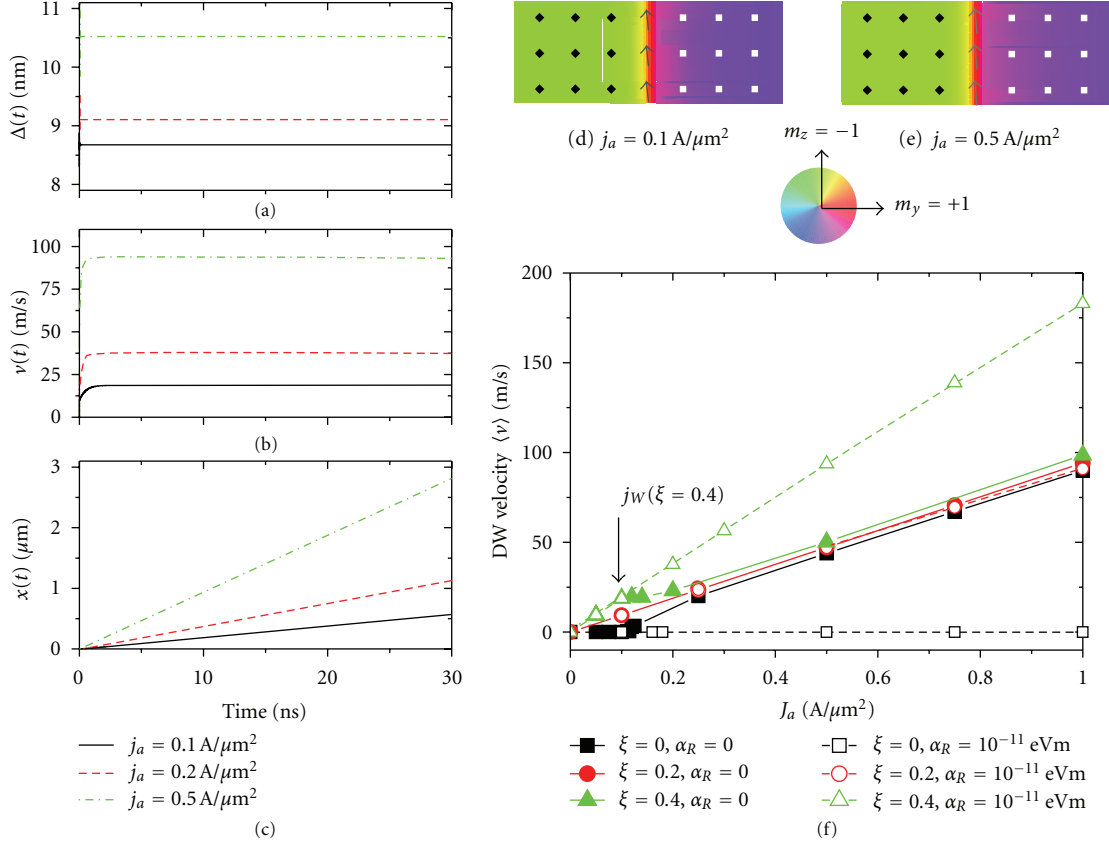 11
10
9
8
Δ(t) (nm)
(a)
100
75
50
25
0
ν(t) (m/s)
(b)
3
2
1
0
x(t) (μm)
0
10
20
30
Time (ns)
j_a = 0.1 A/μm²
j_a = 0.2 A/μm²
j_a = 0.5 A/μm²
(c)
(d) j_a = 0.1 A/μm²
(e) j_a = 0.5 A/μm²
m_z = −1
m_y = +1
200
150
100
50
0
DW velocity ⟨ν⟩ (m/s)
j_W(ξ = 0.4)
0
0.2
0.4
0.6
0.8
1
J_a (A/μm²)
ξ = 0, α_R = 0
ξ = 0.2, α_R = 0
ξ = 0.4, α_R = 0
ξ = 0, α_R = 10⁻¹¹ eVm
ξ = 0.2, α_R = 10⁻¹¹ eVm
ξ = 0.4, α_R = 10⁻¹¹ eVm
(f)